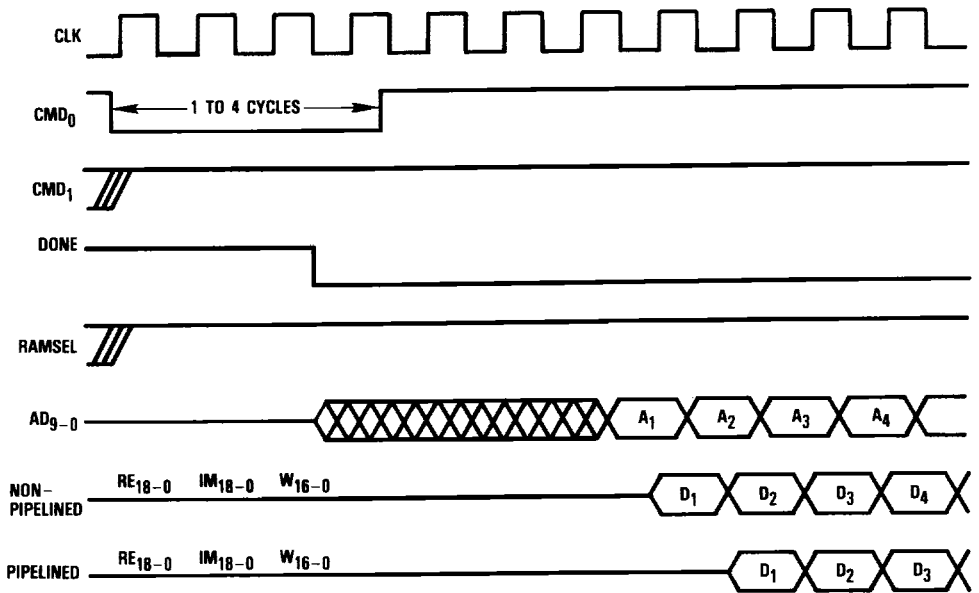 CLK
CMD₀
1 TO 4 CYCLES
CMD₁
DONE
RAMSEL
AD₉₋₀
A₁ A₂ A₃ A₄
NON-
PIPELINED
RE₁₈₋₀ IM₁₈₋₀ W₁₆₋₀
D₁ D₂ D₃ D₄
PIPELINED
RE₁₈₋₀ IM₁₈₋₀ W₁₆₋₀
D₁ D₂ D₃